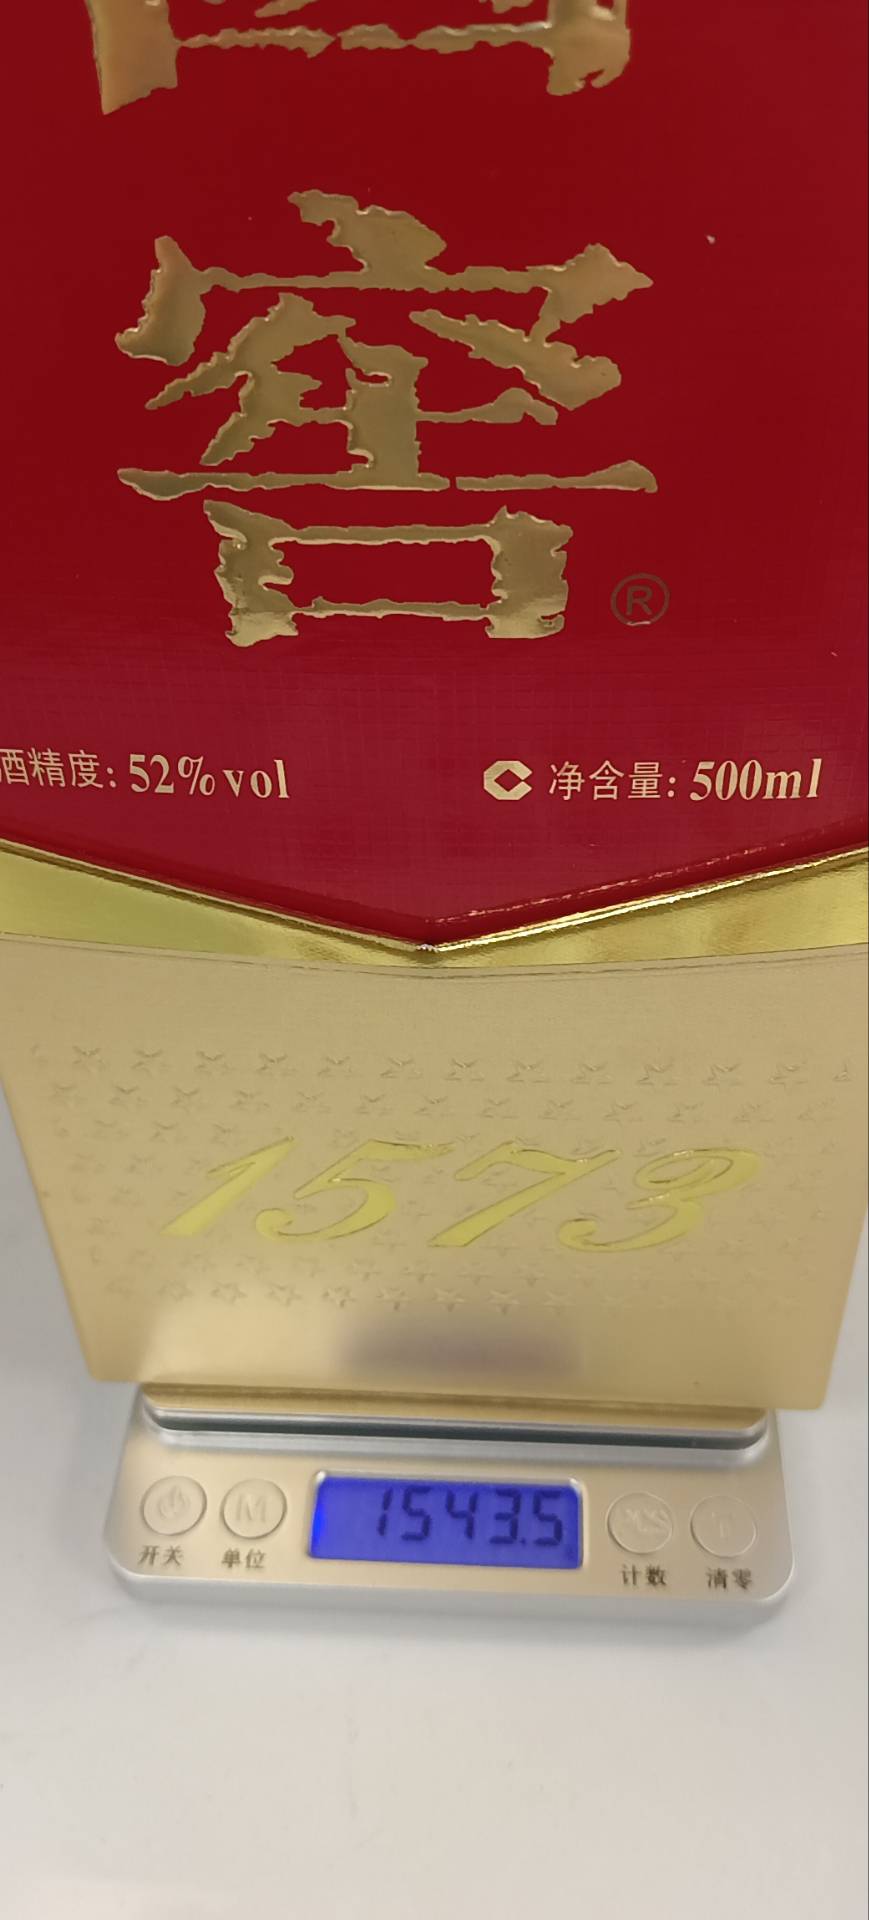 窖
®
酒精度: 52%vol
净含量: 500ml
1573
1543.5
M
开关
单位
PCS
T
计数
清零